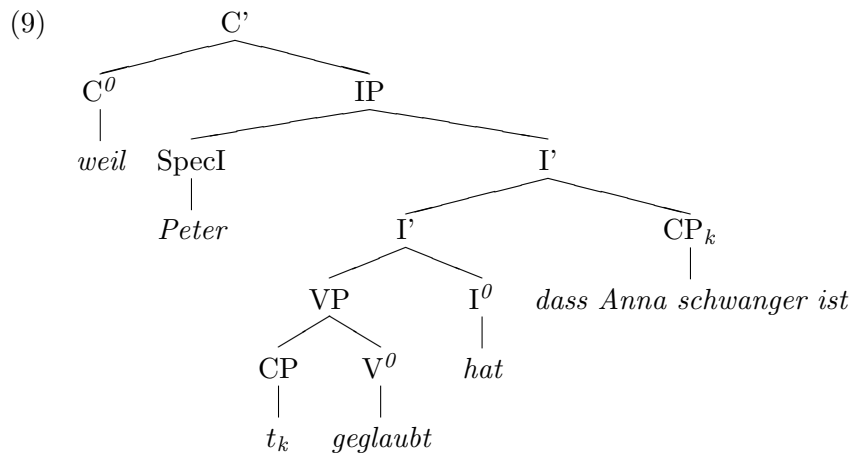 (9) C’
C⁰ IP
weil SpecI I’
Peter I’ CPₖ
VP I⁰ dass Anna schwanger ist
CP V⁰ hat
tₖ geglaubt